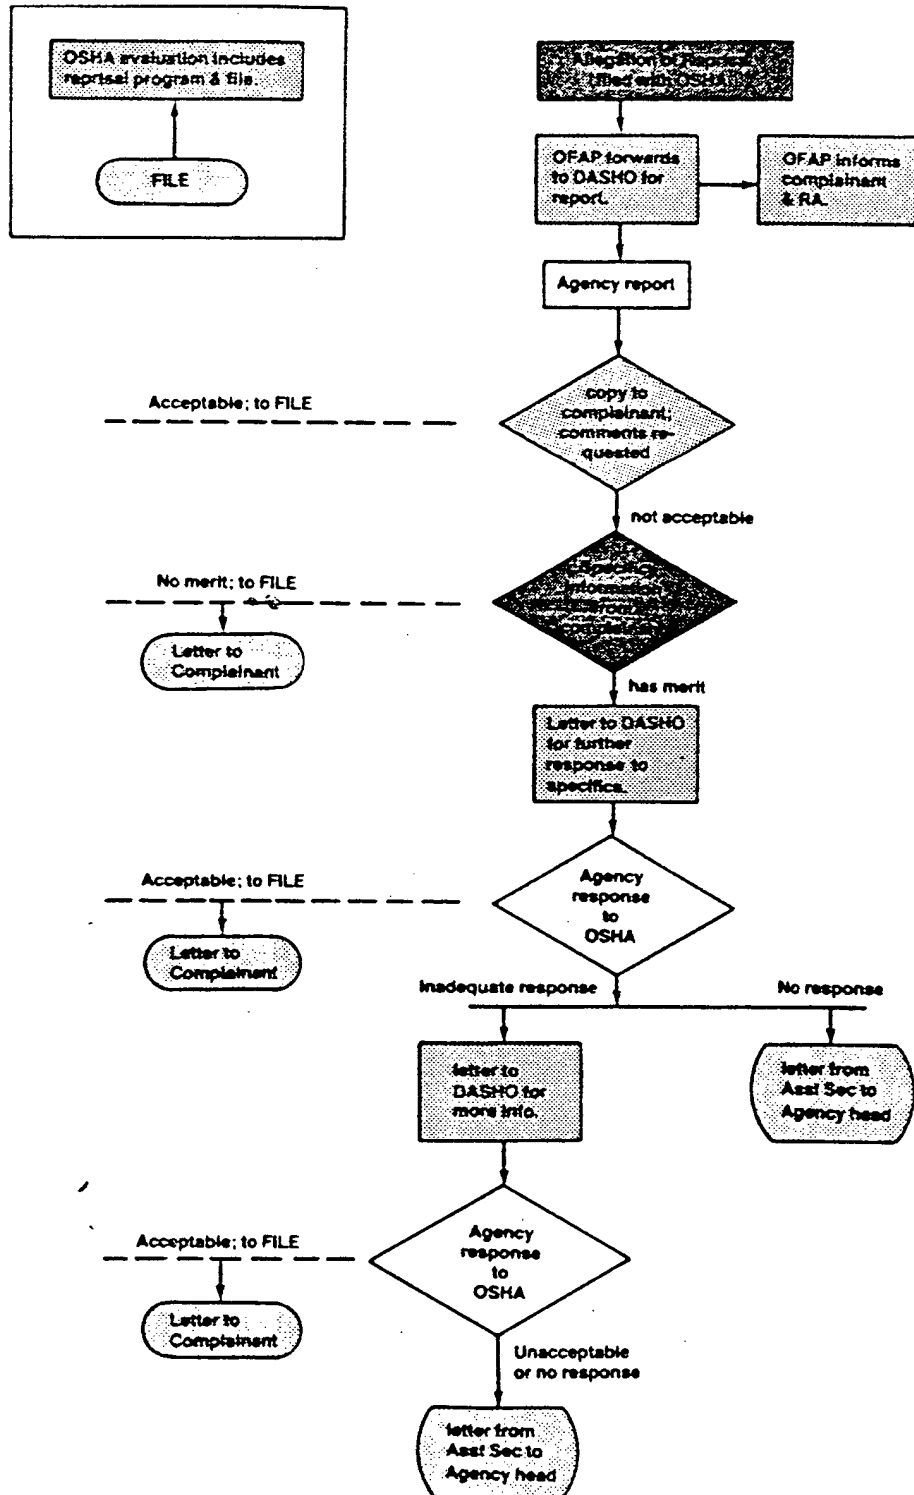 OSHA evaluation includes
reprisal program & file.
FILE
Allegation of Reprisal
filed with OSHA
OFAP forwards
to DASHO for
report.
OFAP informs
complainant
& RA.
Agency report
Acceptable; to FILE
copy to
complainant;
comments re-
quested
not acceptable
No merit; to FILE
Letter to
Complainant
from
complainant
has merit
Letter to DASHO
for further
response to
specifics.
Acceptable; to FILE
Letter to
Complainant
Agency
response
to
OSHA
Inadequate response
No response
letter to
DASHO for
more info.
letter from
Asst Sec to
Agency head
Acceptable; to FILE
Letter to
Complainant
Agency
response
to
OSHA
Unacceptable
or no response
letter from
Asst Sec to
Agency head